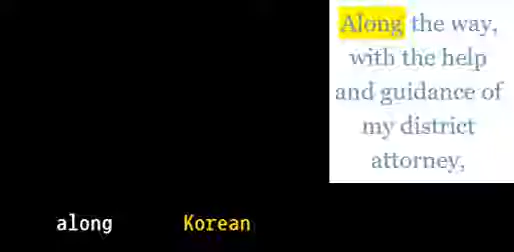 Along the way,
with the help
and guidance of
my district
attorney,
along Korean